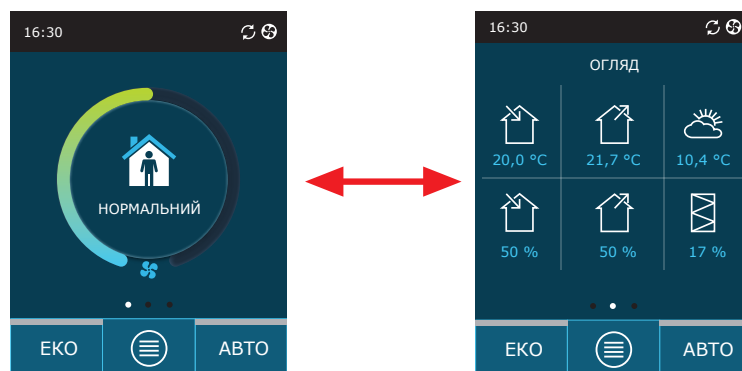 16:30
НОРМАЛЬНИЙ
ЕКО
АВТО
16:30
ОГЛЯД
20,0 °C 21,7 °C 10,4 °C
50 % 50 % 17 %
ЕКО
АВТО